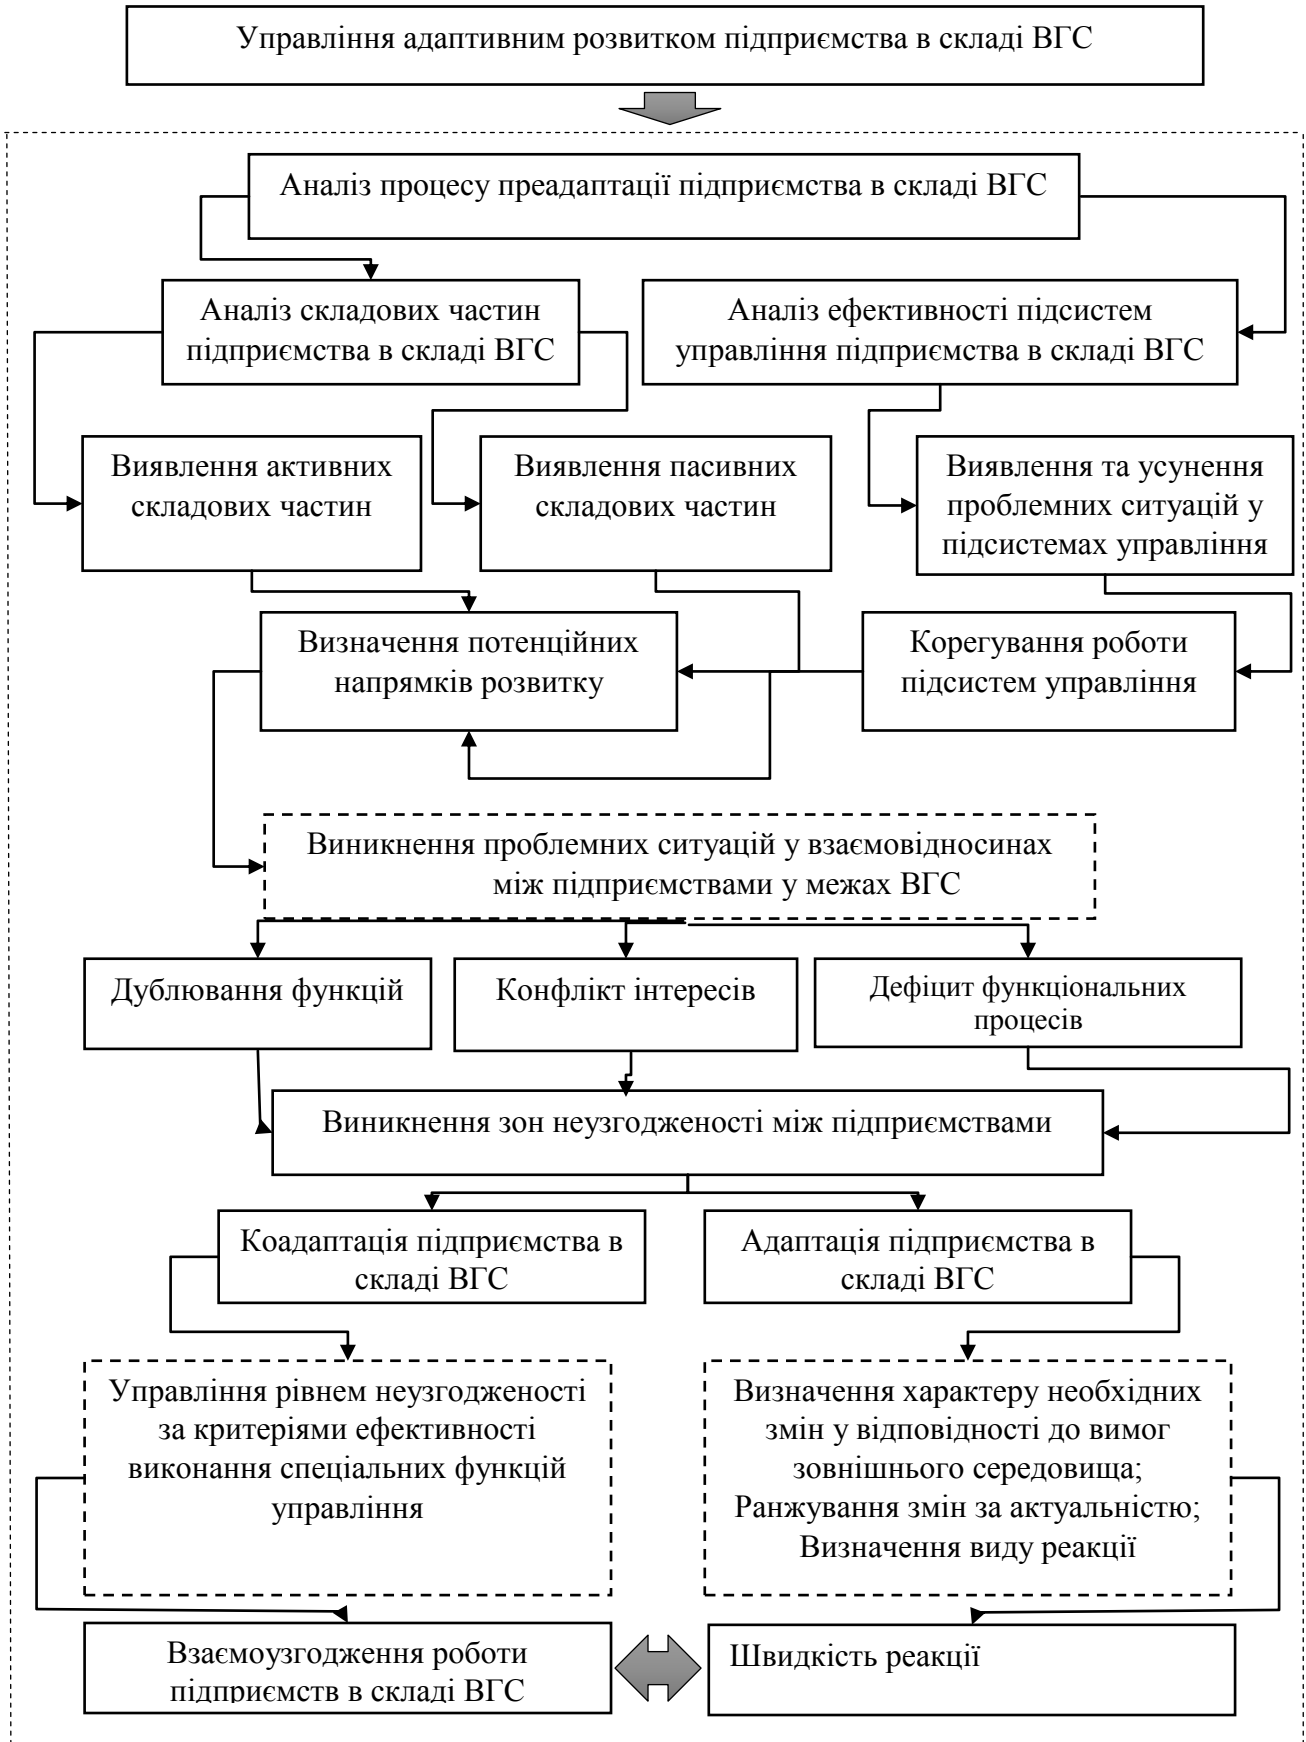 Управління адаптивним розвитком підприємства в складі ВГС
Аналіз процесу преадаптації підприємства в складі ВГС
Аналіз складових частин
підприємства в складі ВГС
Аналіз ефективності підсистем
управління підприємства в складі ВГС
Виявлення активних
складових частин
Виявлення пасивних
складових частин
Виявлення та усунення
проблемних ситуацій у
підсистемах управління
Визначення потенційних
напрямків розвитку
Корегування роботи
підсистем управління
Виникнення проблемних ситуацій у взаємовідносинах
між підприємствами у межах ВГС
Дублювання функцій
Конфлікт інтересів
Дефіцит функціональних
процесів
Виникнення зон неузгодженості між підприємствами
Коадаптація підприємства в
складі ВГС
Адаптація підприємства в
складі ВГС
Управління рівнем неузгодженості
за критеріями ефективності
виконання спеціальних функцій
управління
Визначення характеру необхідних
змін у відповідності до вимог
зовнішнього середовища;
Ранжування змін за актуальністю;
Визначення виду реакції
Взаємоузгодження роботи
підприємств в складі ВГС
Швидкість реакції